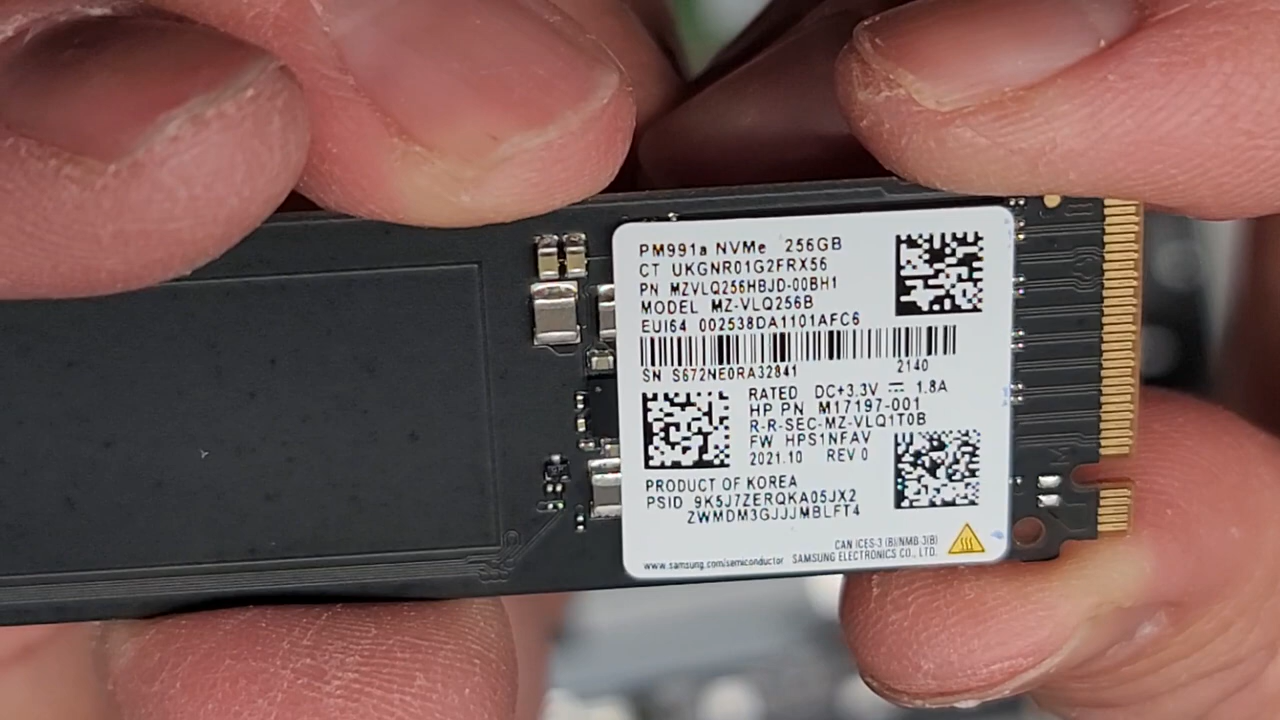 PM991a NVMe 256GB
CT UKGNR01G2FRX56
PN MZVLQ256HBJD-00BH1
MODEL MZ-VLQ256B
EUI64 002538DA1101AFC6
SN S672NE0RA32841 2140
RATED DC+3.3V ⎓ 1.8A
HP PN M17197-001
R-R-SEC-MZ-VLQ1T0B
FW HPS1NFAV
2021.10 REV 0
PRODUCT OF KOREA
PSID 9K5J7ZERQKA05JX2
ZWMDM3GJJJMBLFT4
CAN ICES-3 (B)/NMB-3(B)
www.samsung.com/semiconductor SAMSUNG ELECTRONICS CO., LTD.